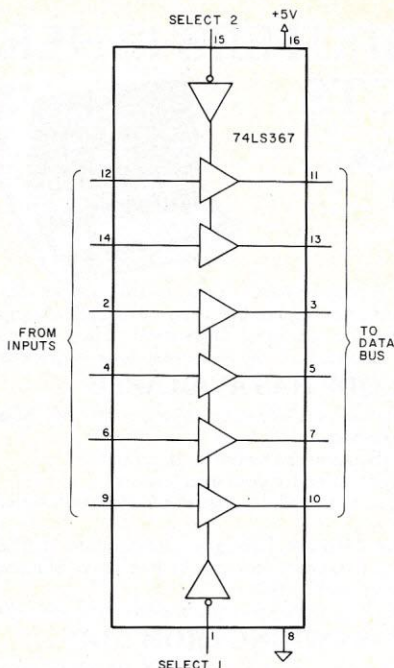 SELECT 2
+5V
15
16
74LS367
12
11
14
13
2
3
FROM INPUTS
TO DATA BUS
4
5
6
7
9
10
1
8
SELECT 1